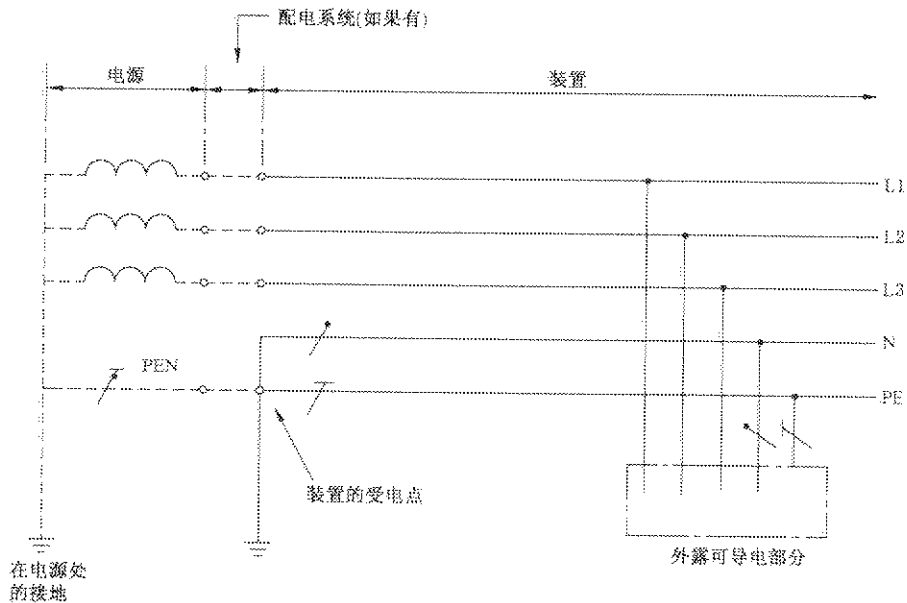 配电系统(如果有)
电源
装置
L1
L2
L3
N
PEN
PE
装置的受电点
外露可导电部分
在电源处
的接地